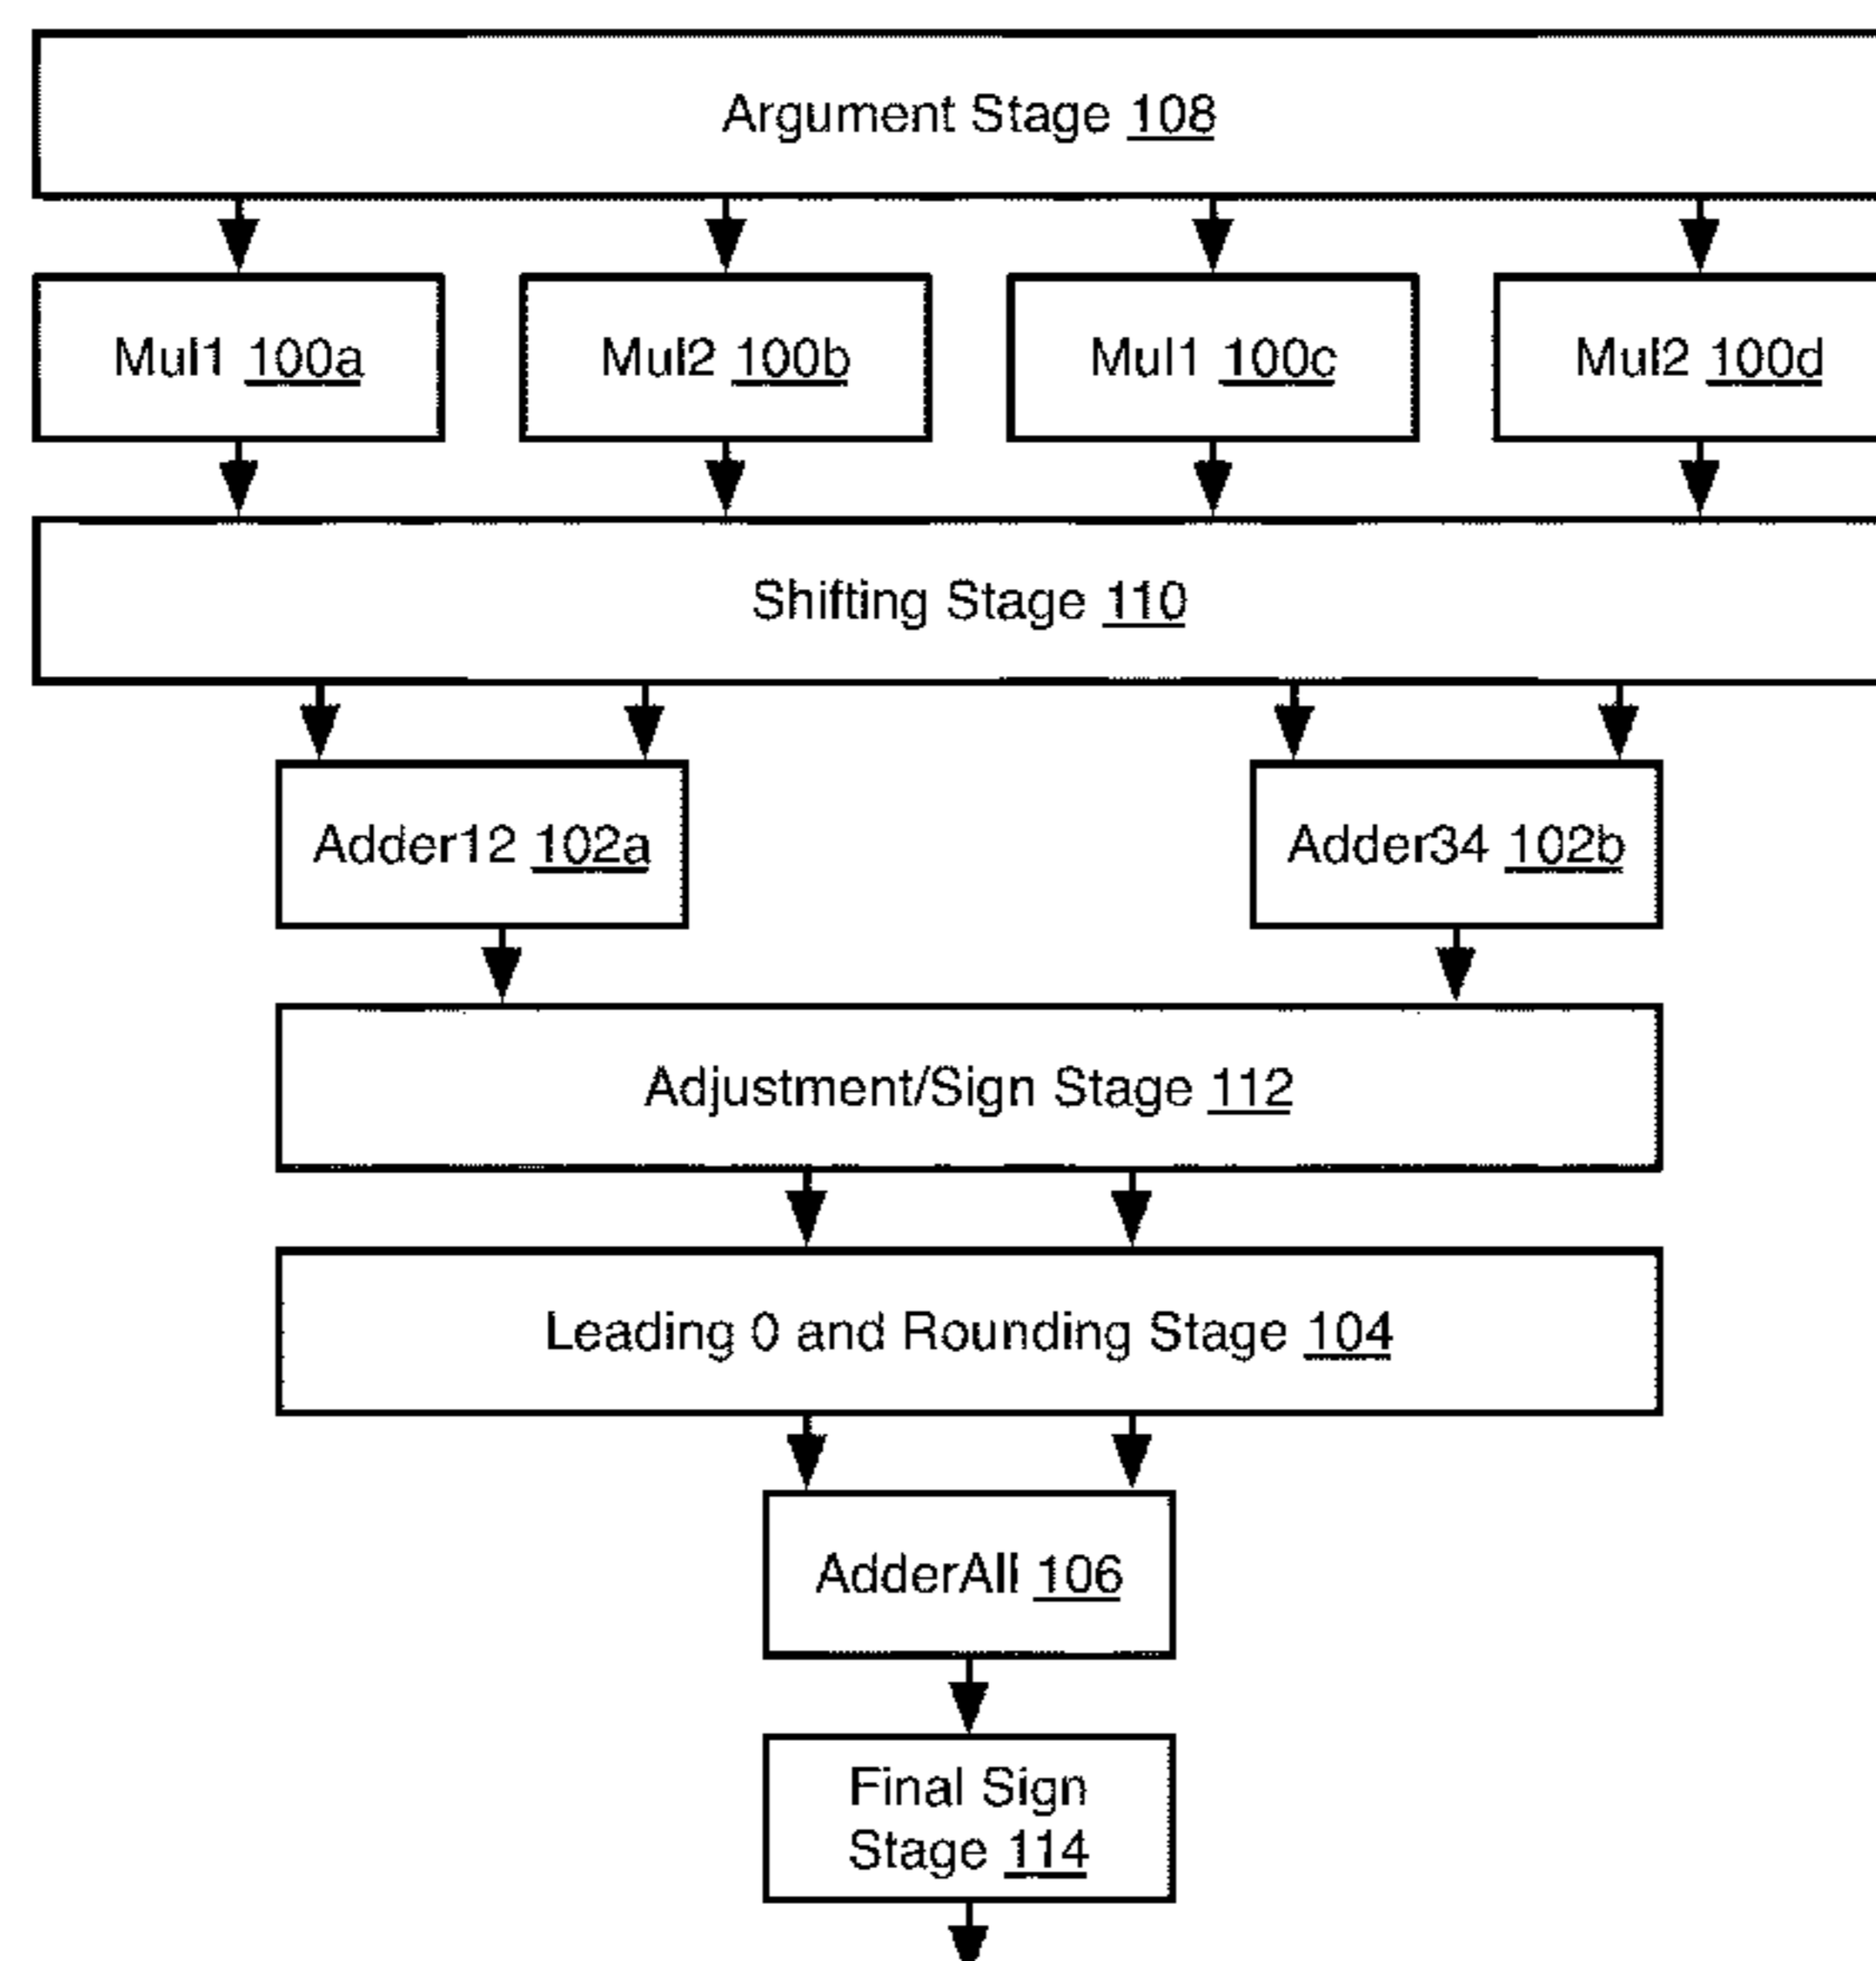 Argument Stage 108
Mul1 100a
Mul2 100b
Mul1 100c
Mul2 100d
Shifting Stage 110
Adder12 102a
Adder34 102b
Adjustment/Sign Stage 112
Leading 0 and Rounding Stage 104
AdderAll 106
Final Sign
Stage 114